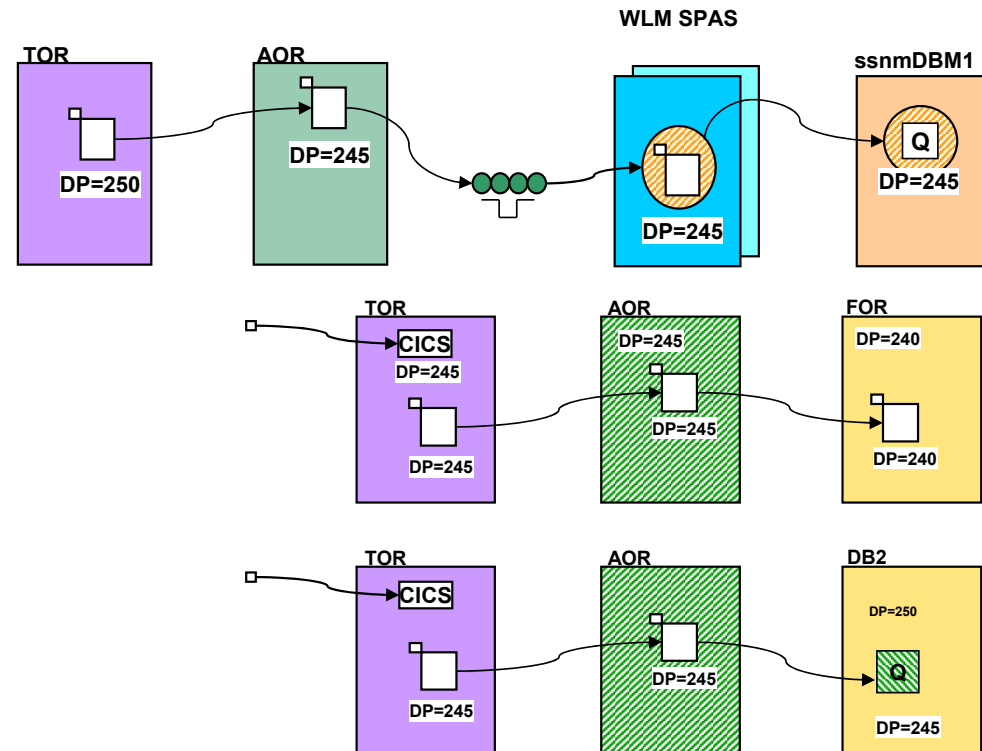 WLM SPAS
TOR
AOR
ssnmDBM1
Q
DP=250
DP=245
DP=245
DP=245
TOR
AOR
FOR
CICS
DP=245
DP=245
DP=240
DP=245
DP=245
DP=240
TOR
AOR
DB2
CICS
DP=250
Q
DP=245
DP=245
DP=245